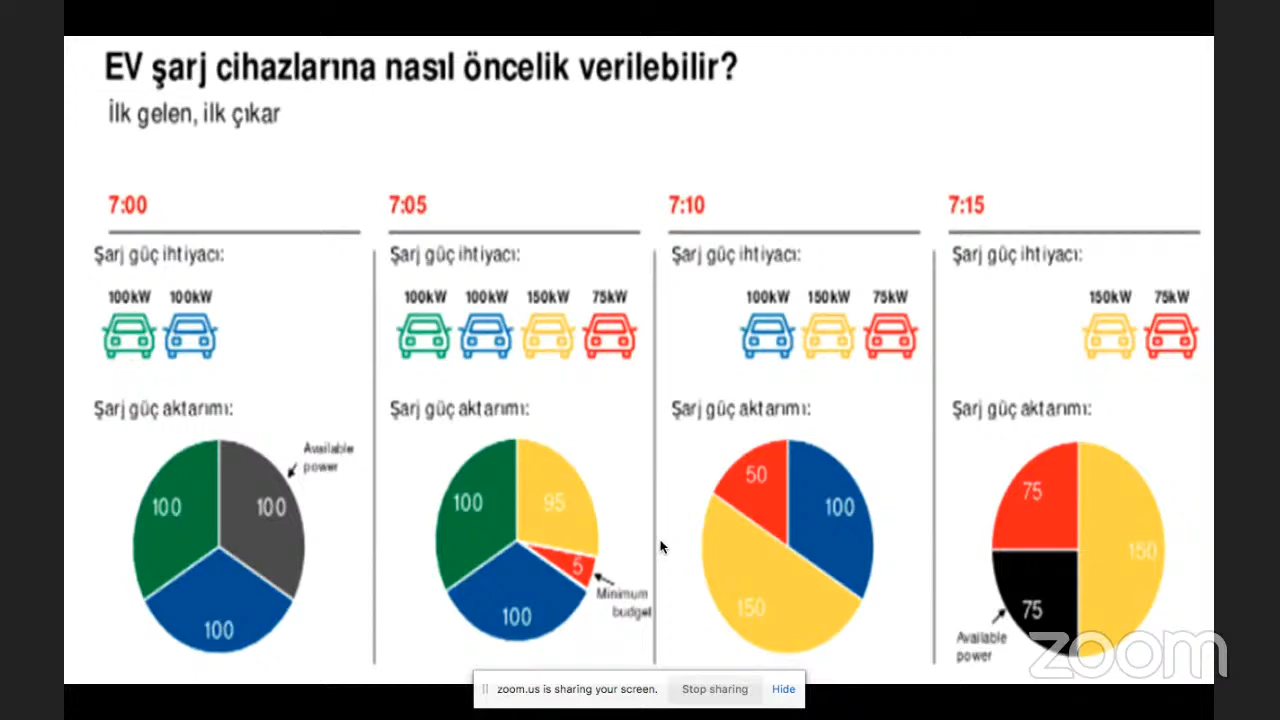 EV şarj cihazlarına nasıl öncelik verilebilir?
İlk gelen, ilk çıkar
7:00
Şarj güç ihtiyacı:
100kW 100kW
Şarj güç aktarımı:
Available
power
100 100
100
7:05
Şarj güç ihtiyacı:
100kW 100kW 150kW 75kW
Şarj güç aktarımı:
100 95
5
100
Minimum
budget
7:10
Şarj güç ihtiyacı:
100kW 150kW 75kW
Şarj güç aktarımı:
50
100
150
7:15
Şarj güç ihtiyacı:
150kW 75kW
Şarj güç aktarımı:
75
150
75
Available
power
zoom
zoom.us is sharing your screen. Stop sharing Hide